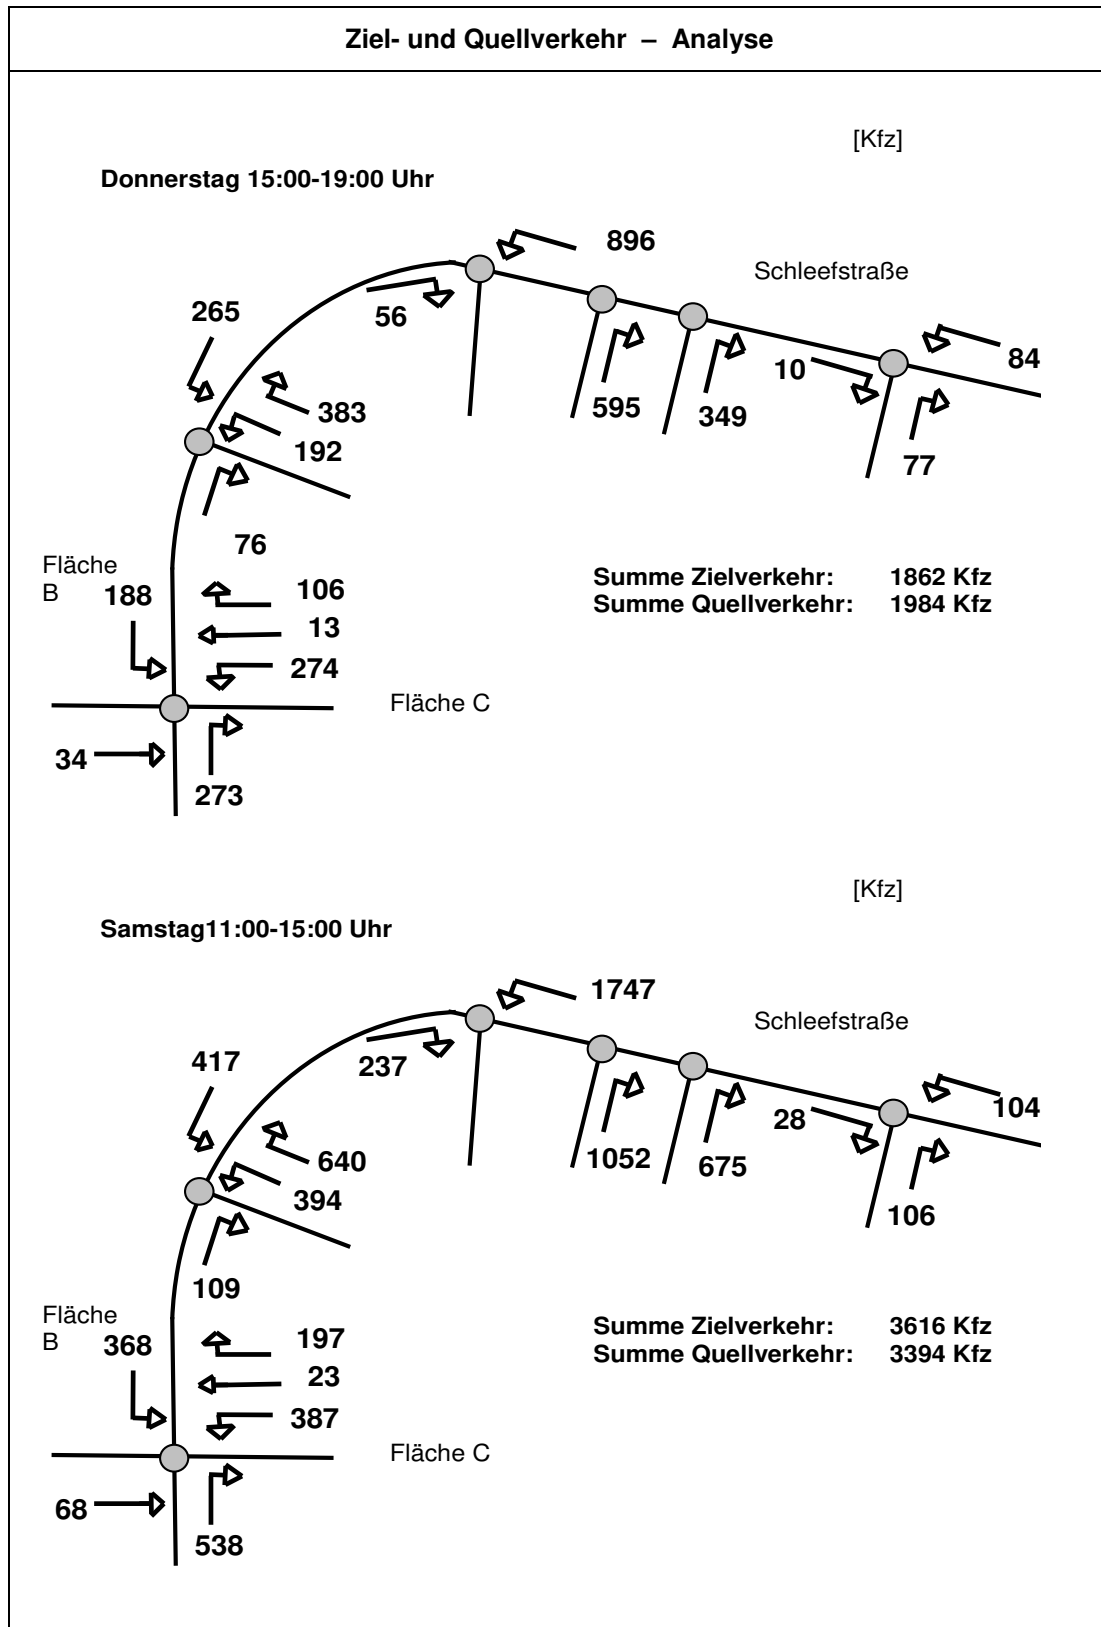 Ziel- und Quellverkehr – Analyse
[Kfz]
Donnerstag 15:00-19:00 Uhr
896
Schleefstraße
265
56
84
10
383
595
349
192
77
76
Fläche
B
188
106
Summe Zielverkehr: 1862 Kfz
Summe Quellverkehr: 1984 Kfz
13
274
Fläche C
34
273
[Kfz]
Samstag11:00-15:00 Uhr
1747
Schleefstraße
417
237
104
28
640
1052
675
394
106
109
Fläche
B
368
197
Summe Zielverkehr: 3616 Kfz
Summe Quellverkehr: 3394 Kfz
23
387
Fläche C
68
538